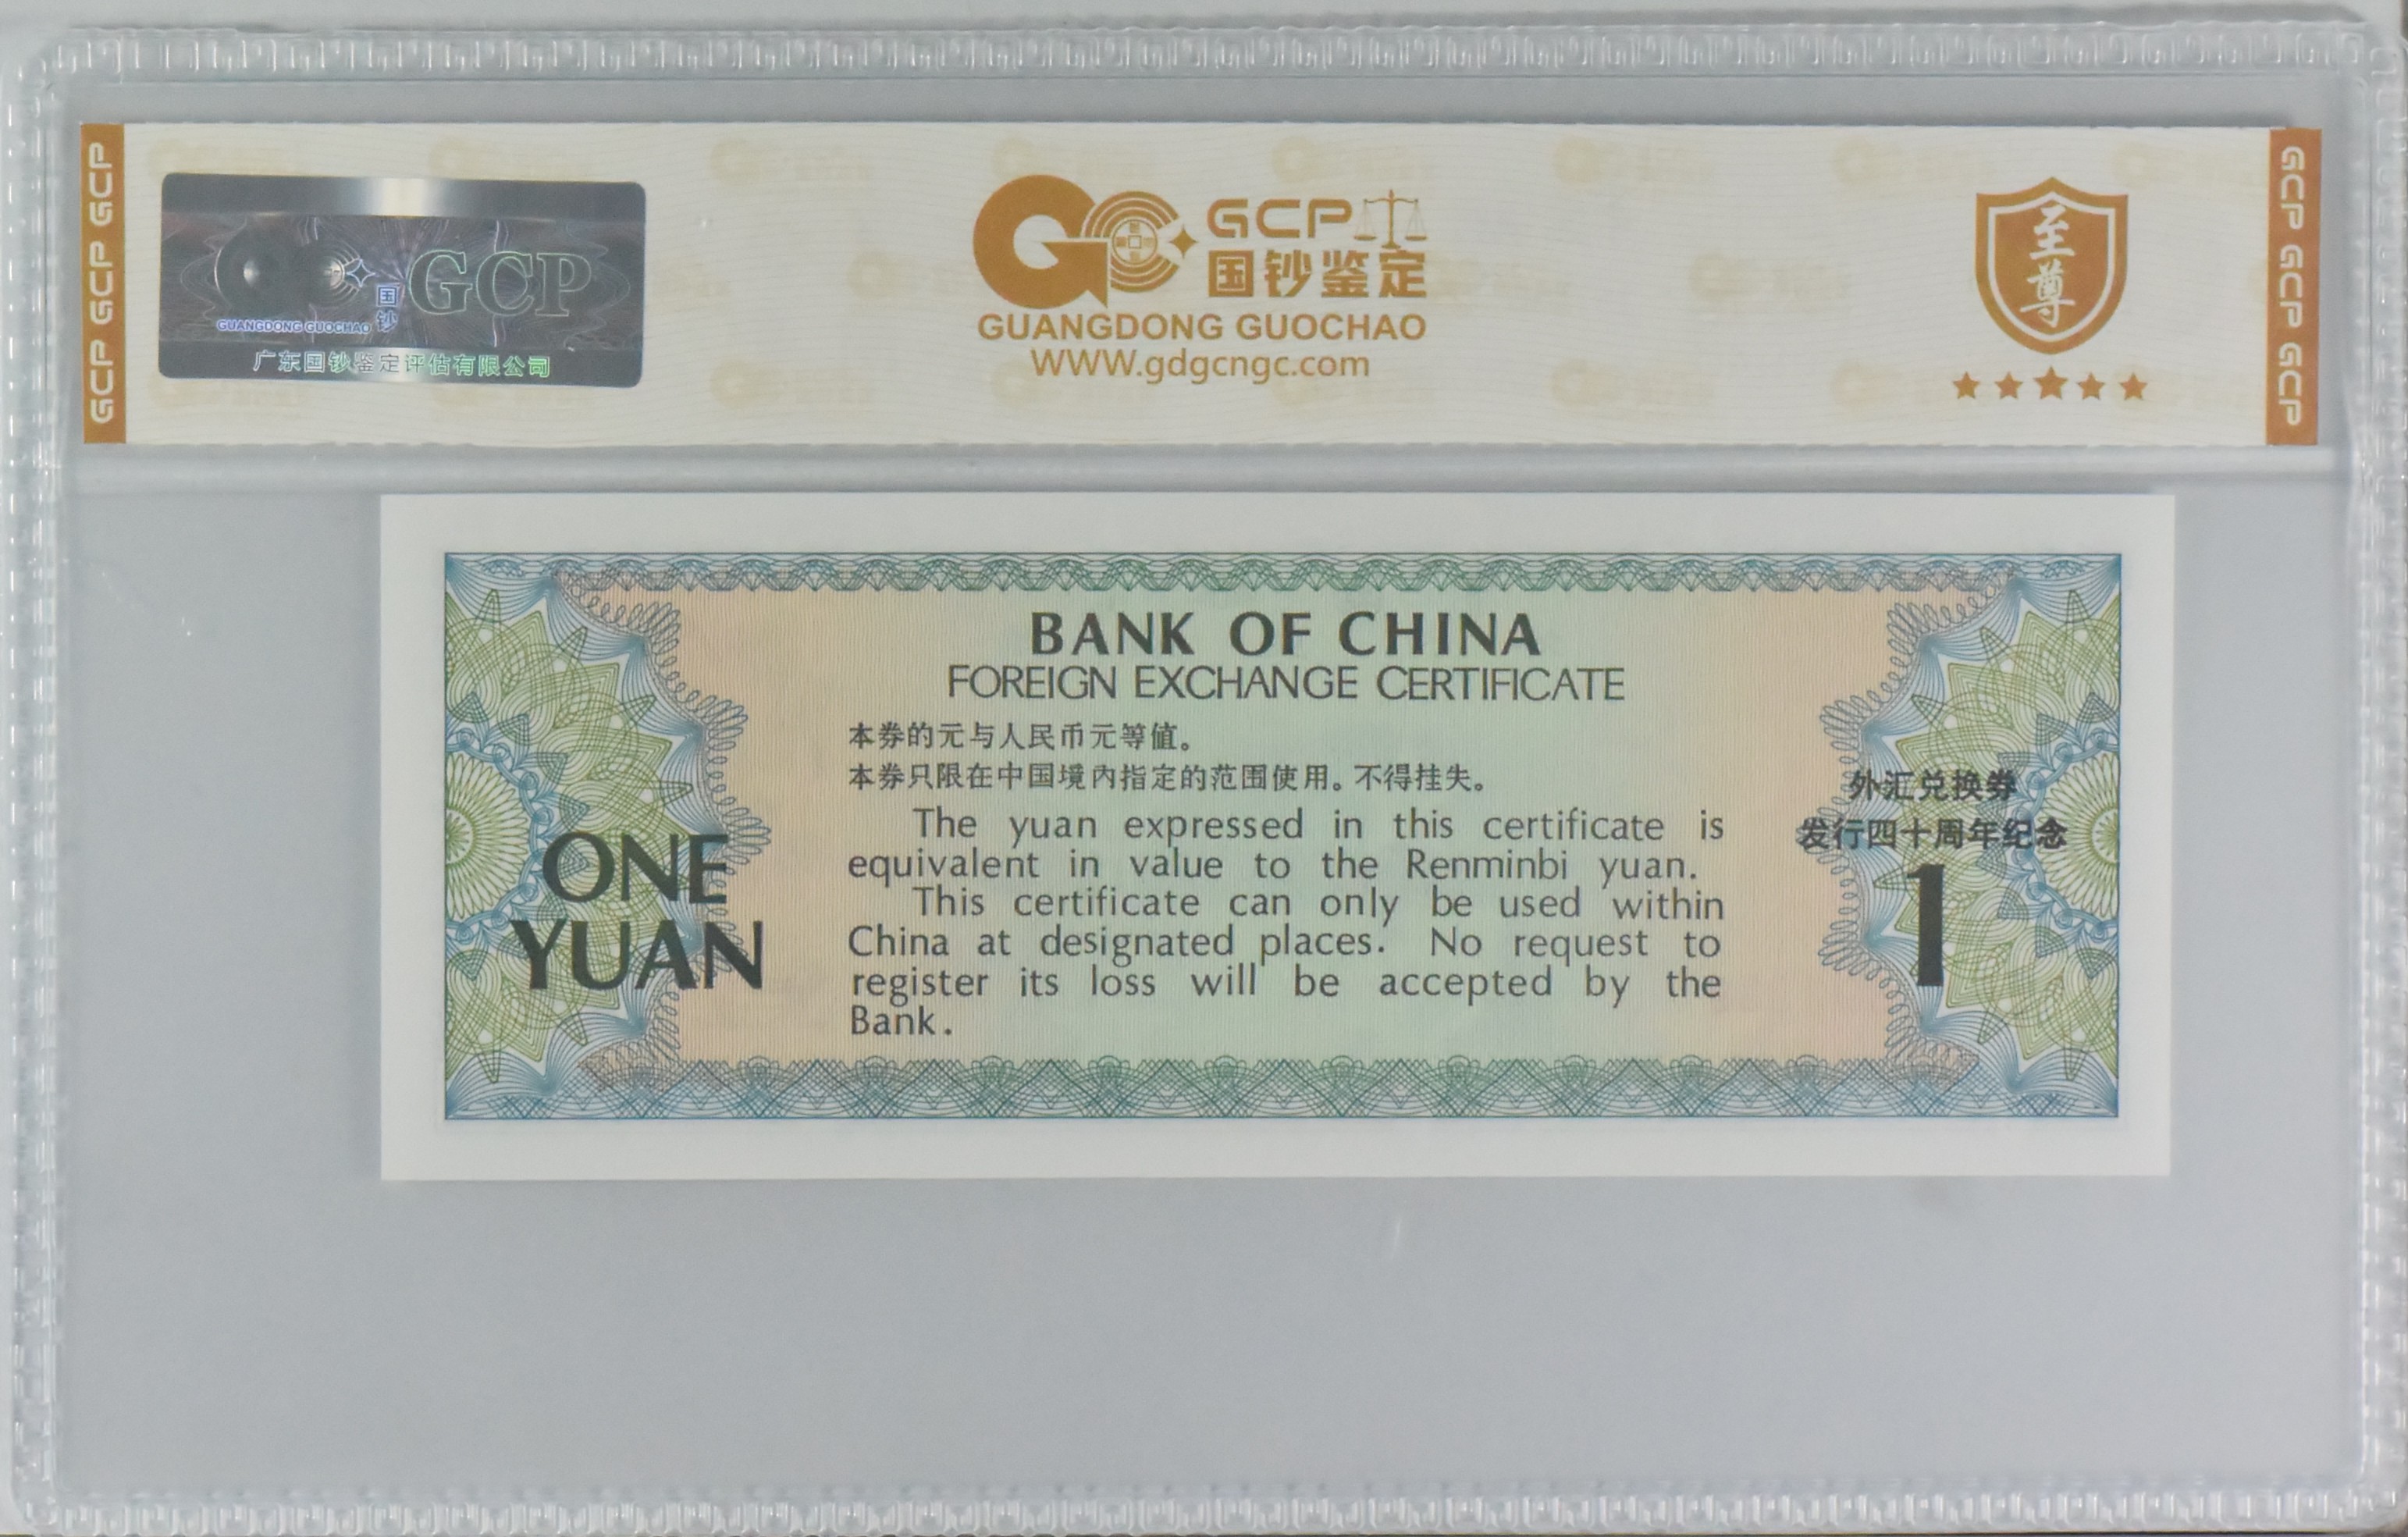 GCP GCP GCP
国钞 GCP
GUANGDONG GUOCHAO
广东国钞鉴定评估有限公司
GCP
国钞鉴定
GUANGDONG GUOCHAO
WWW.gdgcngc.com
至尊
GCP GCP GCP
BANK OF CHINA
FOREIGN EXCHANGE CERTIFICATE
本券的元与人民币元等值。
本券只限在中国境内指定的范围使用。不得挂失。
The yuan expressed in this certificate is
equivalent in value to the Renminbi yuan.
This certificate can only be used within
China at designated places. No request to
register its loss will be accepted by the
Bank.
ONE
YUAN
外汇兑换券
发行四十周年纪念
1